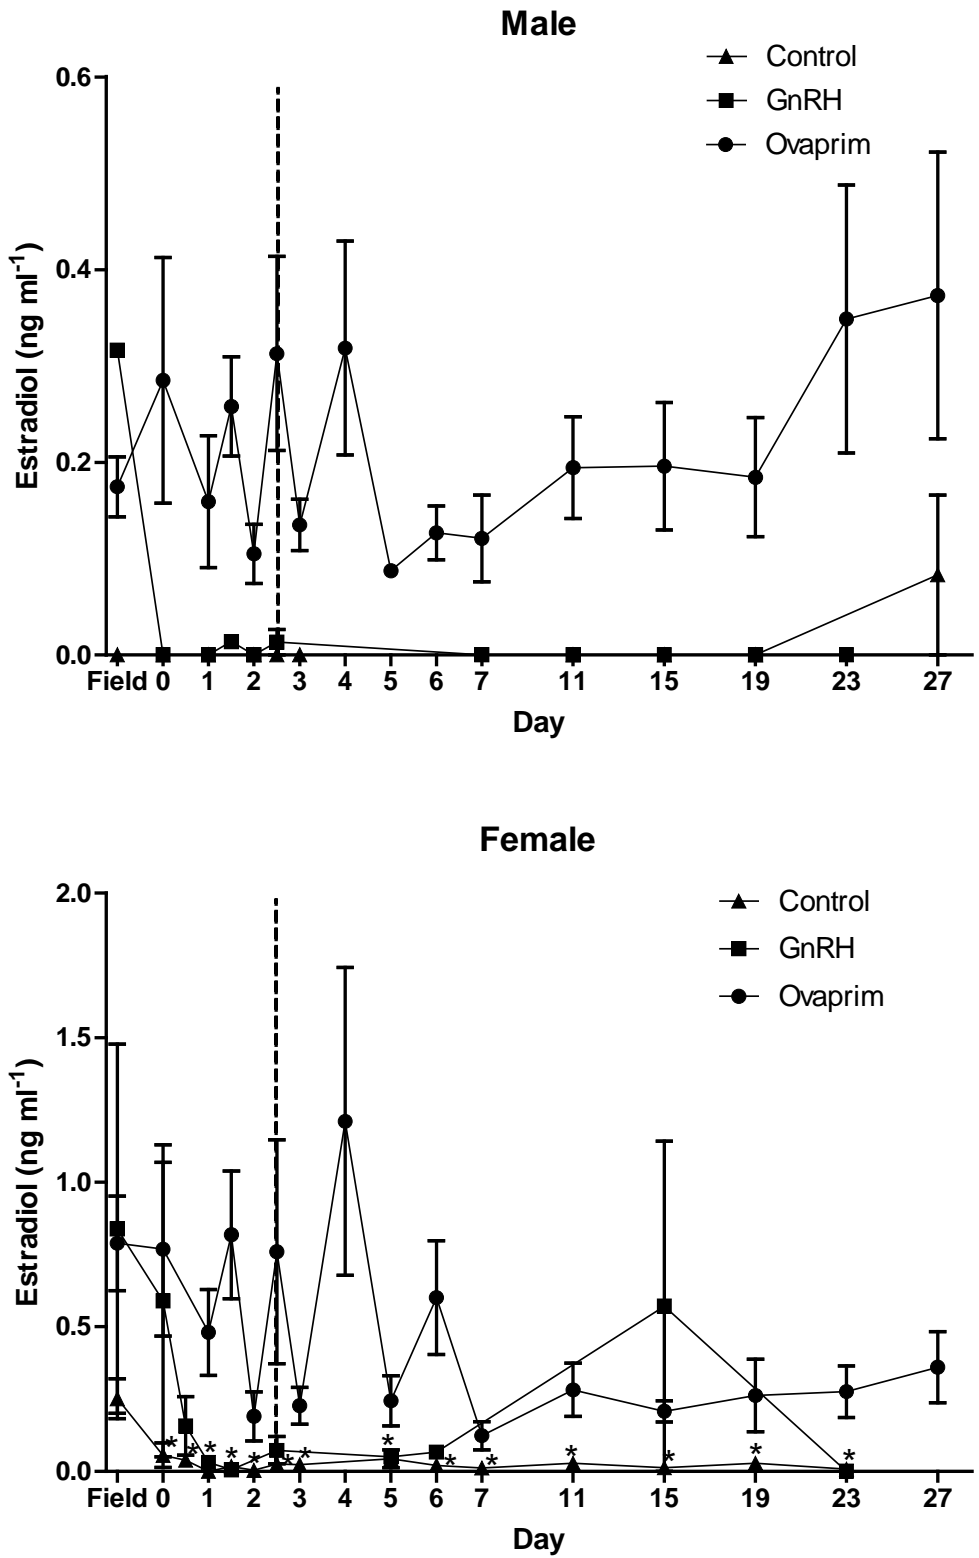 Male
Control
GnRH
Ovaprim
0.6
0.4
0.2
0.0
Estradiol (ng ml-1)
Field 0 1 2 3 4 5 6 7 11 15 19 23 27
Day
Female
Control
GnRH
Ovaprim
2.0
1.5
1.0
0.5
0.0
Estradiol (ng ml-1)
* * * * * * * * * * * * * *
Field 0 1 2 3 4 5 6 7 11 15 19 23 27
Day